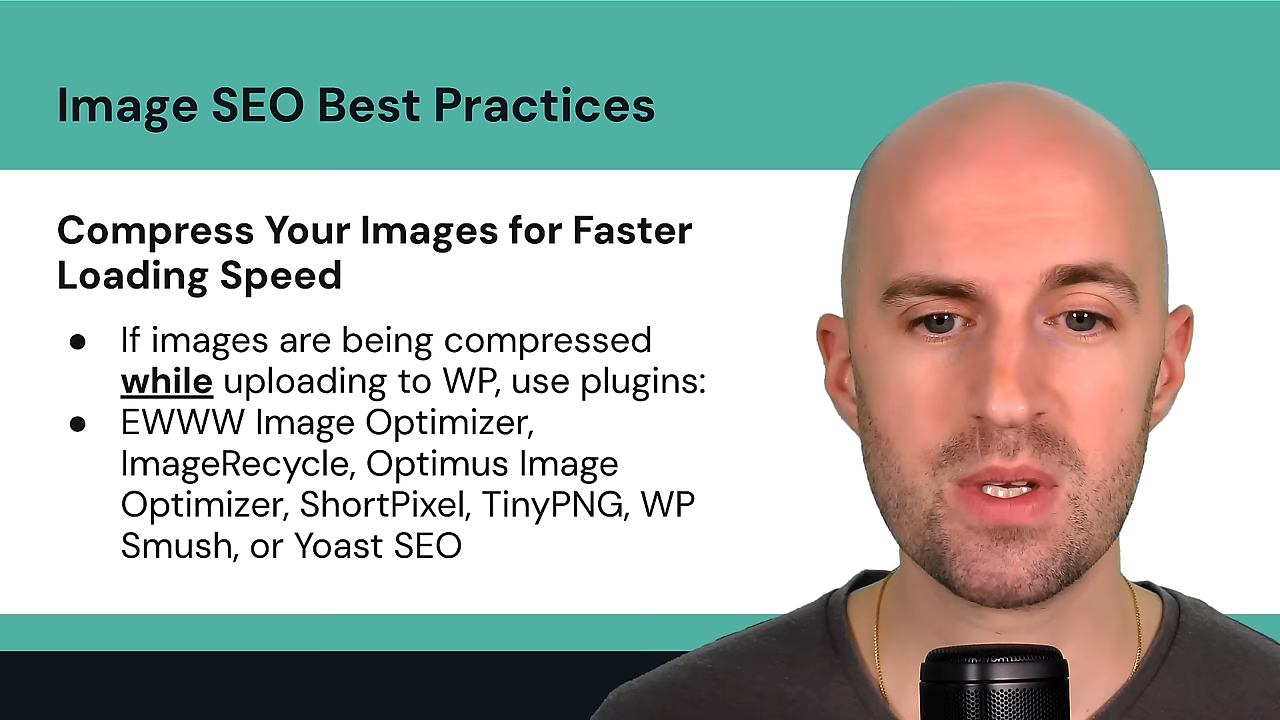 Image SEO Best Practices
Compress Your Images for Faster
Loading Speed
● If images are being compressed
while uploading to WP, use plugins:
● EWWW Image Optimizer,
ImageRecycle, Optimus Image
Optimizer, ShortPixel, TinyPNG, WP
Smush, or Yoast SEO